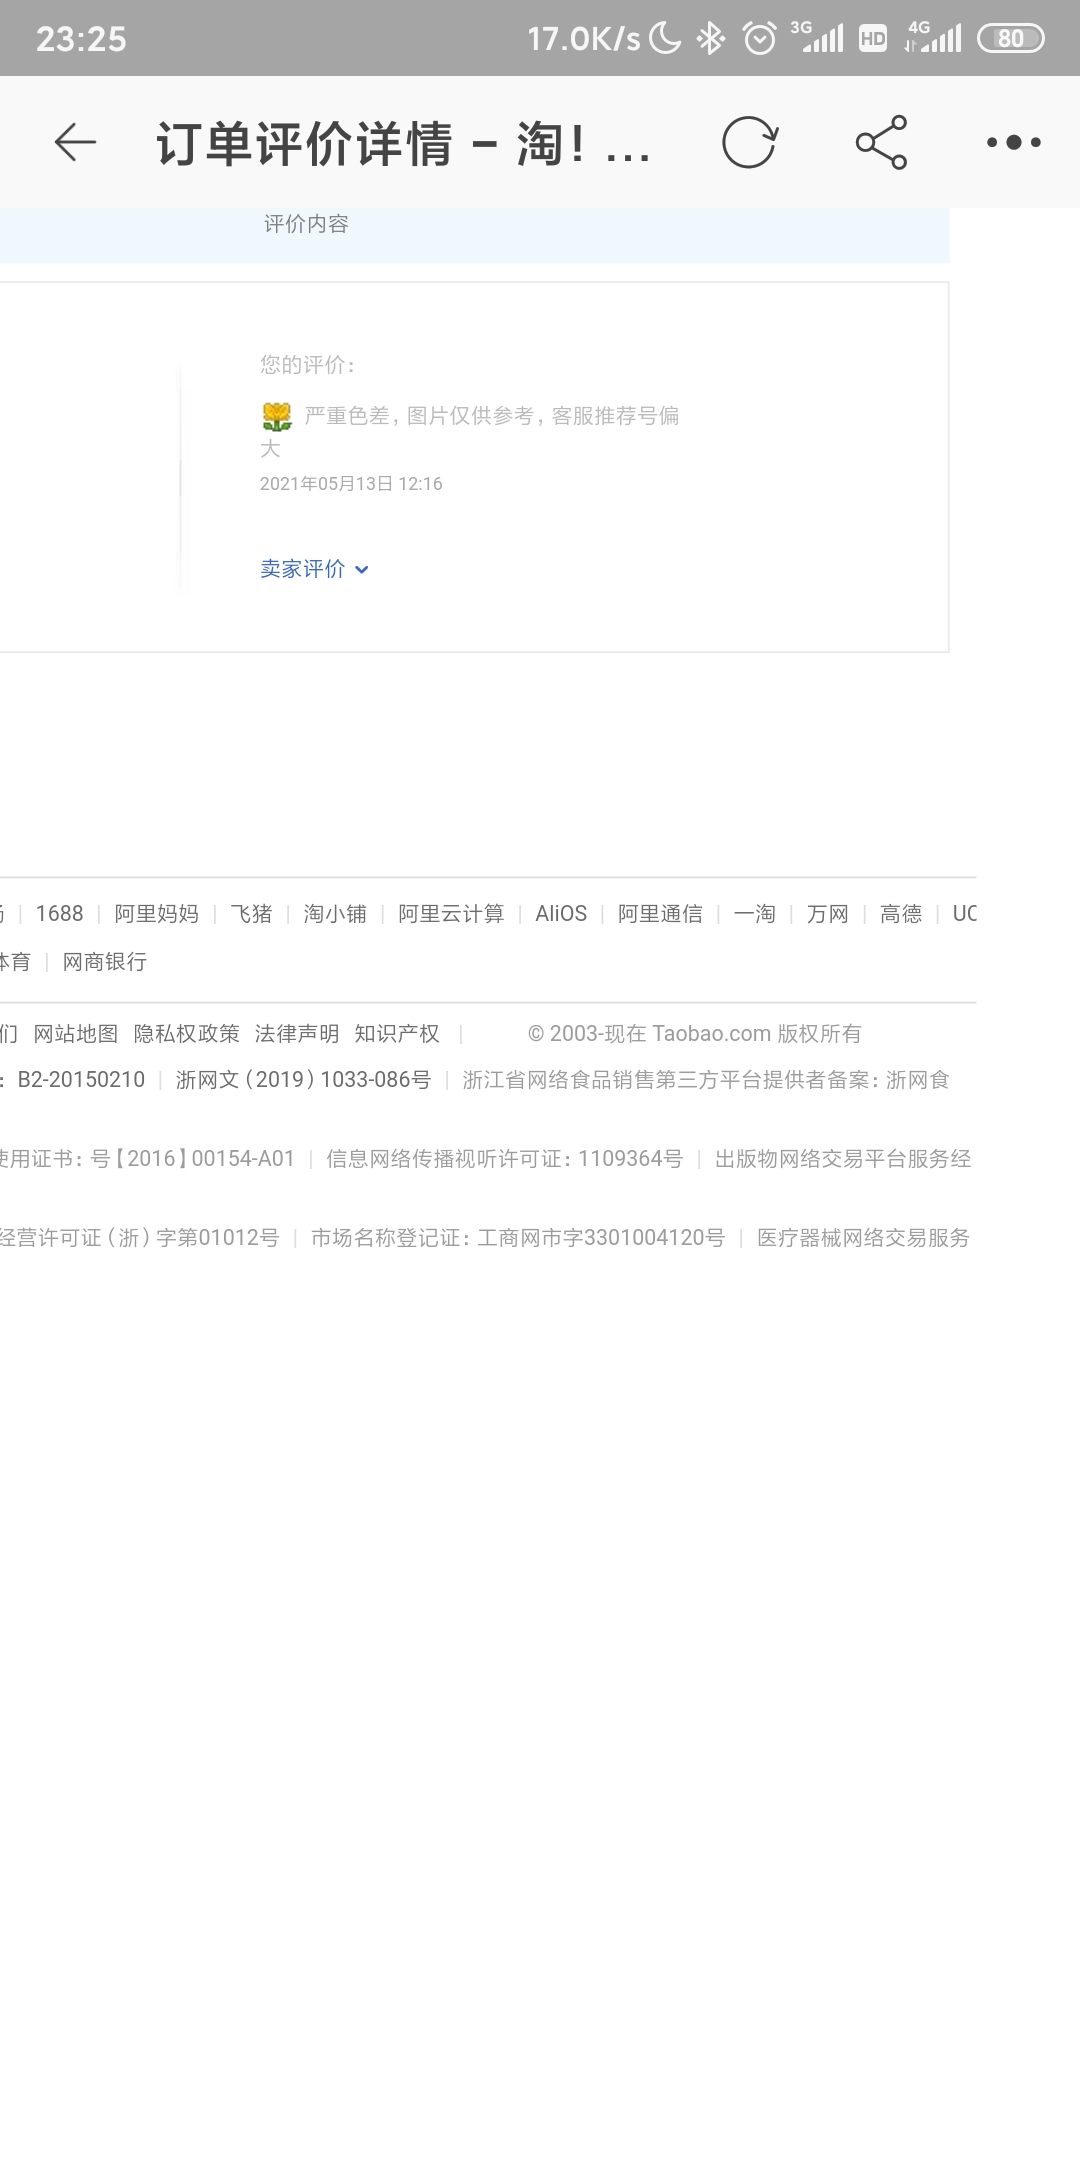 23:25
17.0K/s 3G HD 4G 80
订单评价详情 - 淘！...
评价内容
您的评价：
严重色差，图片仅供参考，客服推荐号偏
大
2021年05月13日 12:16
卖家评价
| 1688 | 阿里妈妈 | 飞猪 | 淘小铺 | 阿里云计算 | AliOS | 阿里通信 | 一淘 | 万网 | 高德 | UC
体育 | 网商银行
们 网站地图 隐私权政策 法律声明 知识产权 | © 2003-现在 Taobao.com 版权所有
：B2-20150210 | 浙网文（2019）1033-086号 | 浙江省网络食品销售第三方平台提供者备案：浙网食
使用证书：号【2016】00154-A01 | 信息网络传播视听许可证：1109364号 | 出版物网络交易平台服务经
经营许可证（浙）字第01012号 | 市场名称登记证：工商网市字3301004120号 | 医疗器械网络交易服务